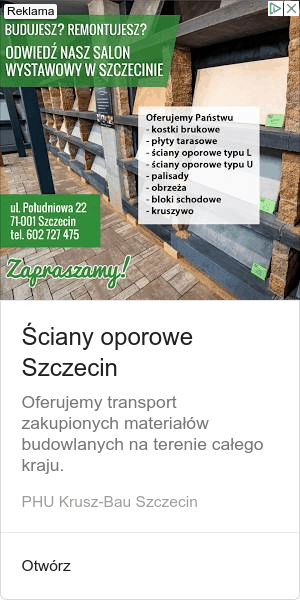 Reklama
BUDUJESZ? REMONTUJESZ?
ODWIEDŹ NASZ SALON
WYSTAWOWY W SZCZECINIE
Oferujemy Państwu
- kostki brukowe
- płyty tarasowe
- ściany oporowe typu L
- ściany oporowe typu U
- palisady
- obrzeża
- bloki schodowe
- kruszywo
ul. Południowa 22
71-001 Szczecin
tel. 602 727 475
Zapraszamy!
Ściany oporowe
Szczecin
Oferujemy transport
zakupionych materiałów
budowlanych na terenie całego
kraju.
PHU Krusz-Bau Szczecin
Otwórz